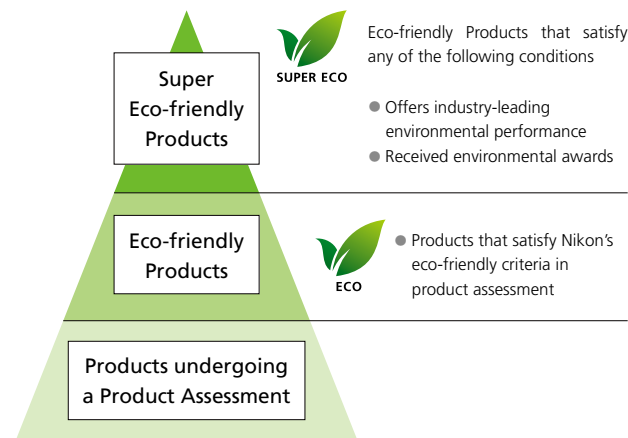 Super
Eco-friendly
Products
SUPER ECO
Eco-friendly Products that satisfy
any of the following conditions
● Offers industry-leading
environmental performance
● Received environmental awards
Eco-friendly
Products
ECO
● Products that satisfy Nikon's
eco-friendly criteria in
product assessment
Products undergoing
a Product Assessment